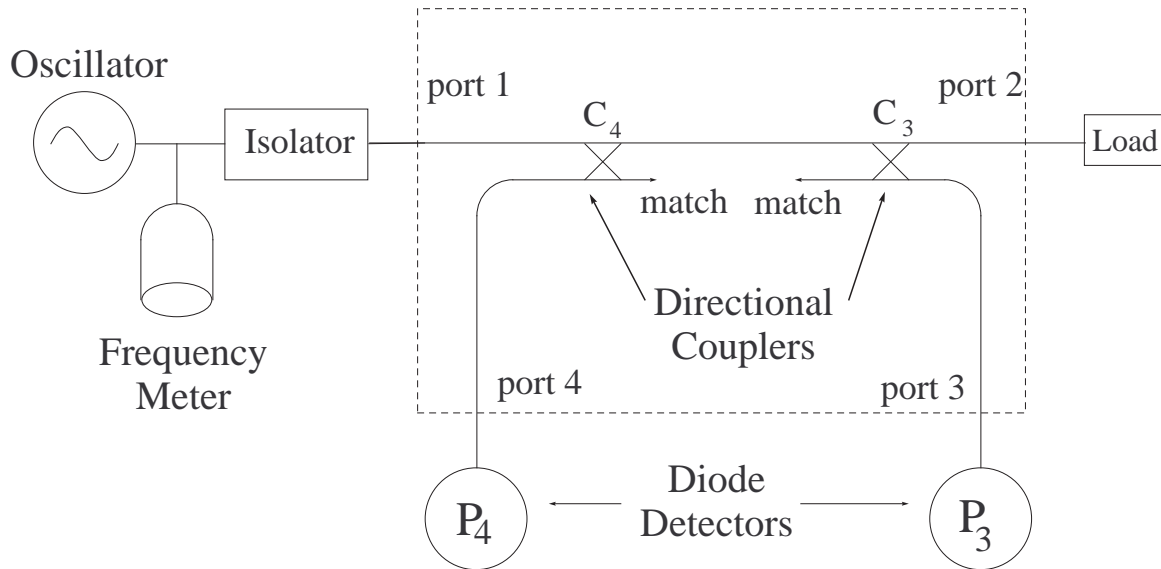 Oscillator
port 1
port 2
C4
C3
Isolator
Load
match
match
Directional
Couplers
Frequency
Meter
port 4
port 3
Diode
Detectors
P4
P3